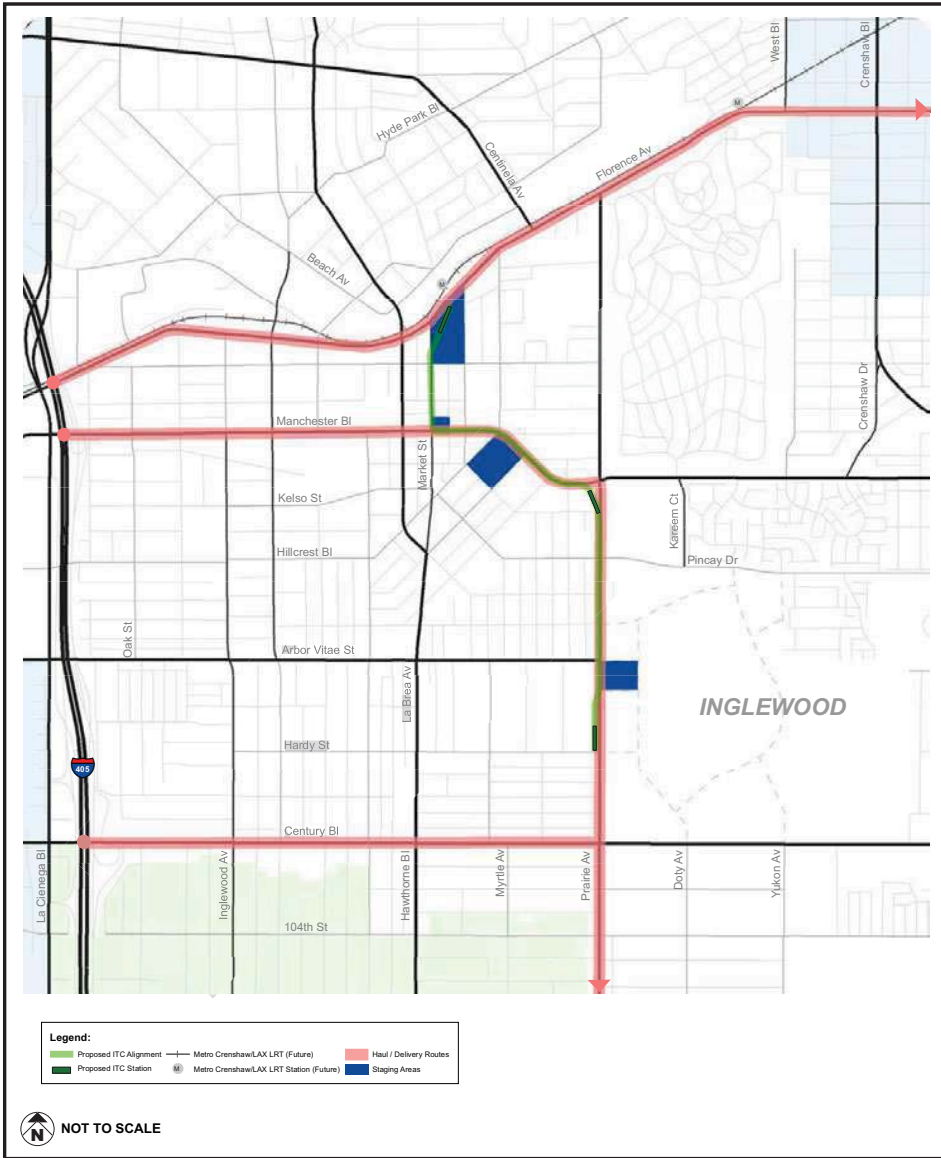 West Bl
Crenshaw Bl
Hyde Park Bl
M
Centinela Av
Florence Av
Beach Av
M
Crenshaw Dr
Manchester Bl
Market St
Kelso St
Kareem Ct
Hillcrest Bl
Pincay Dr
Oak St
Arbor Vitae St
La Brea Av
INGLEWOOD
Hardy St
405
Century Bl
La Cienega Bl
Inglewood Av
Hawthorne Bl
Myrtle Av
Prairie Av
Doty Av
Yukon Av
104th St
Legend:
Proposed ITC Alignment Metro Crenshaw/LAX LRT (Future) Haul / Delivery Routes
Proposed ITC Station M Metro Crenshaw/LAX LRT Station (Future) Staging Areas
N NOT TO SCALE